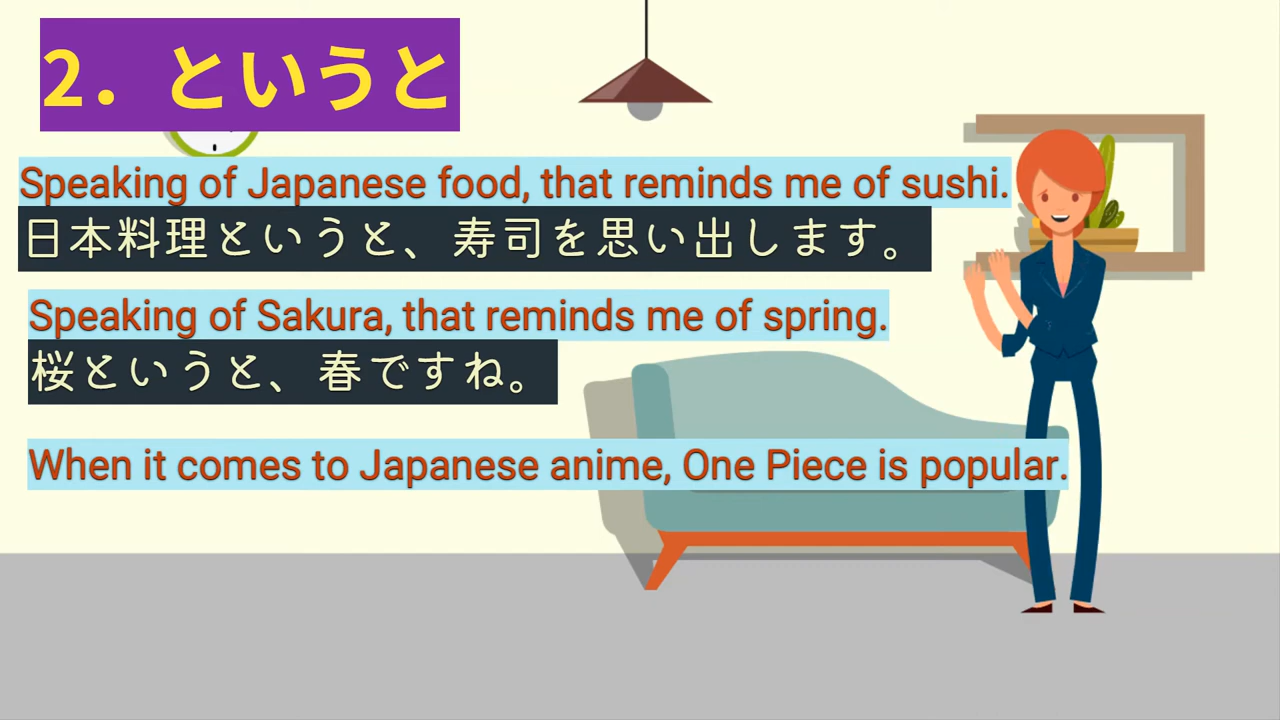 2．というと
Speaking of Japanese food, that reminds me of sushi.
日本料理というと、寿司を思い出します。
Speaking of Sakura, that reminds me of spring.
桜というと、春ですね。
When it comes to Japanese anime, One Piece is popular.